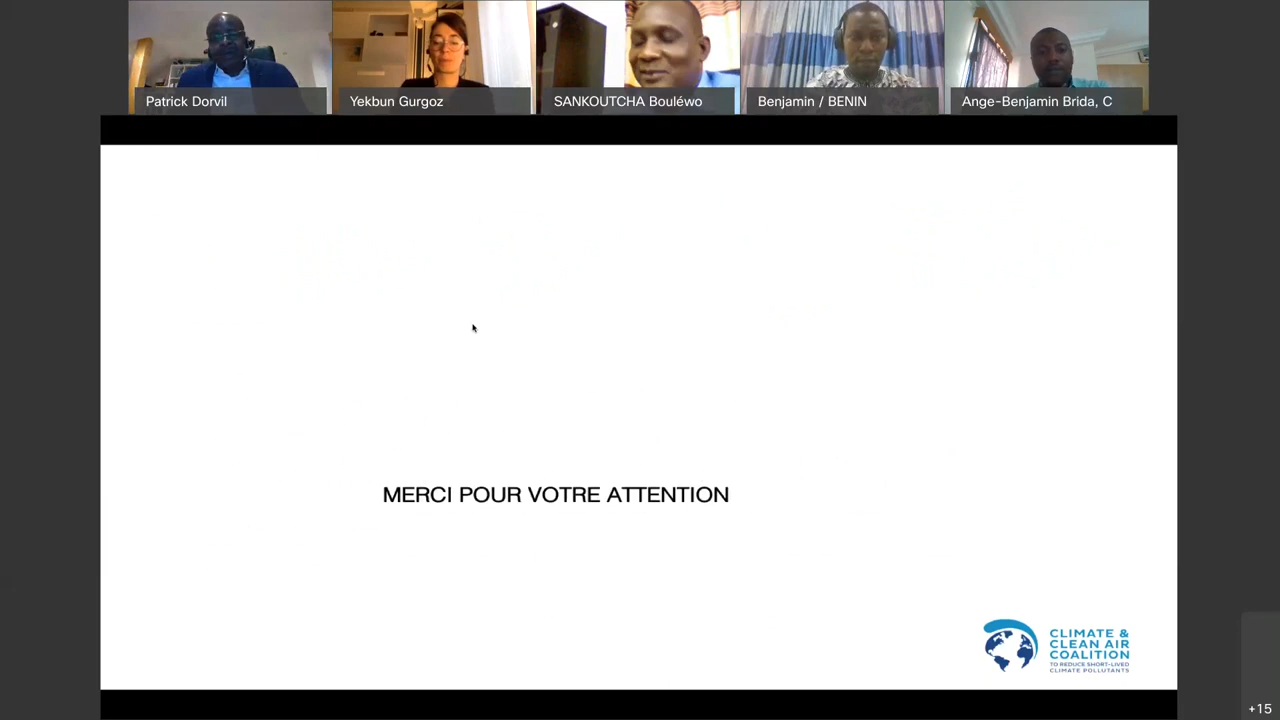 Patrick Dorvil
Yekbun Gurgoz
SANKOUTCHA Bouléwo
Benjamin / BENIN
Ange-Benjamin Brida, C
MERCI POUR VOTRE ATTENTION
CLIMATE &
CLEAN AIR
COALITION
TO REDUCE SHORT-LIVED
CLIMATE POLLUTANTS
+15